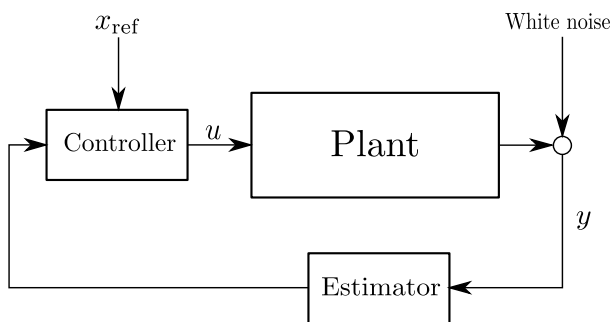 x_ref
White noise
Controller
u
Plant
y
Estimator